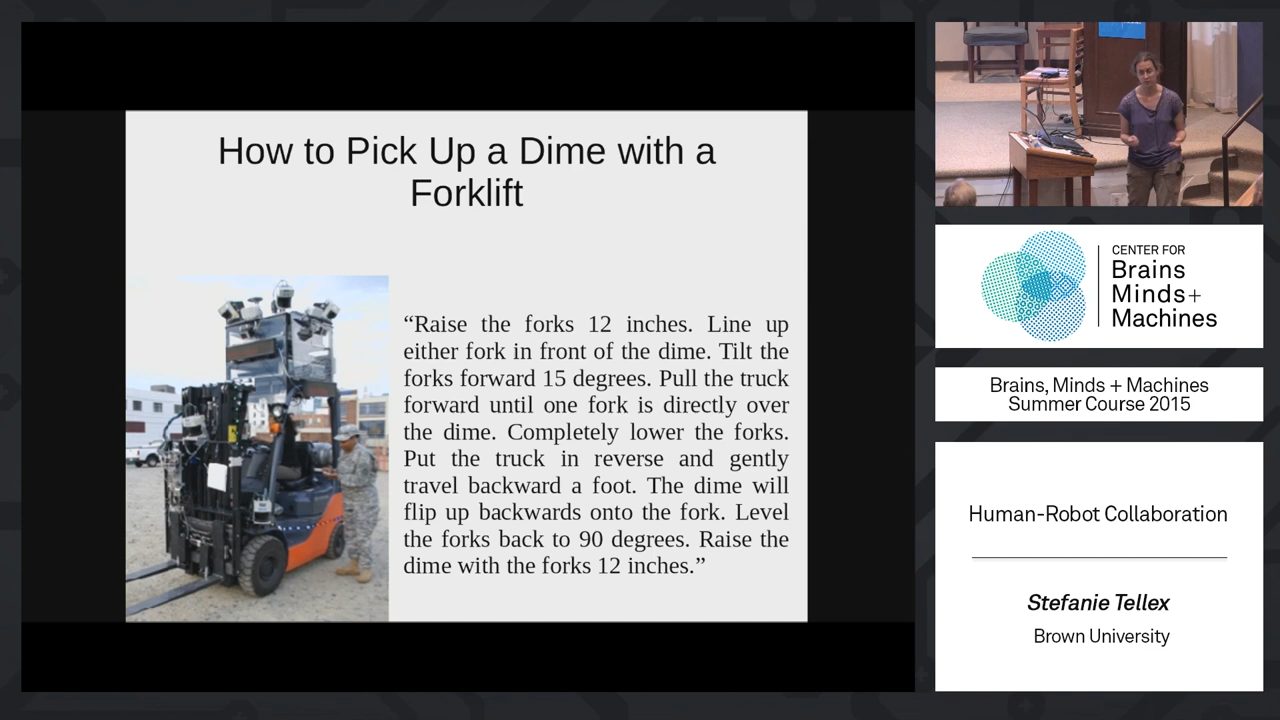 How to Pick Up a Dime with a
Forklift
“Raise the forks 12 inches. Line up
either fork in front of the dime. Tilt the
forks forward 15 degrees. Pull the truck
forward until one fork is directly over
the dime. Completely lower the forks.
Put the truck in reverse and gently
travel backward a foot. The dime will
flip up backwards onto the fork. Level
the forks back to 90 degrees. Raise the
dime with the forks 12 inches.”
CENTER FOR
Brains
Minds+
Machines
Brains, Minds + Machines
Summer Course 2015
Human-Robot Collaboration
Stefanie Tellex
Brown University